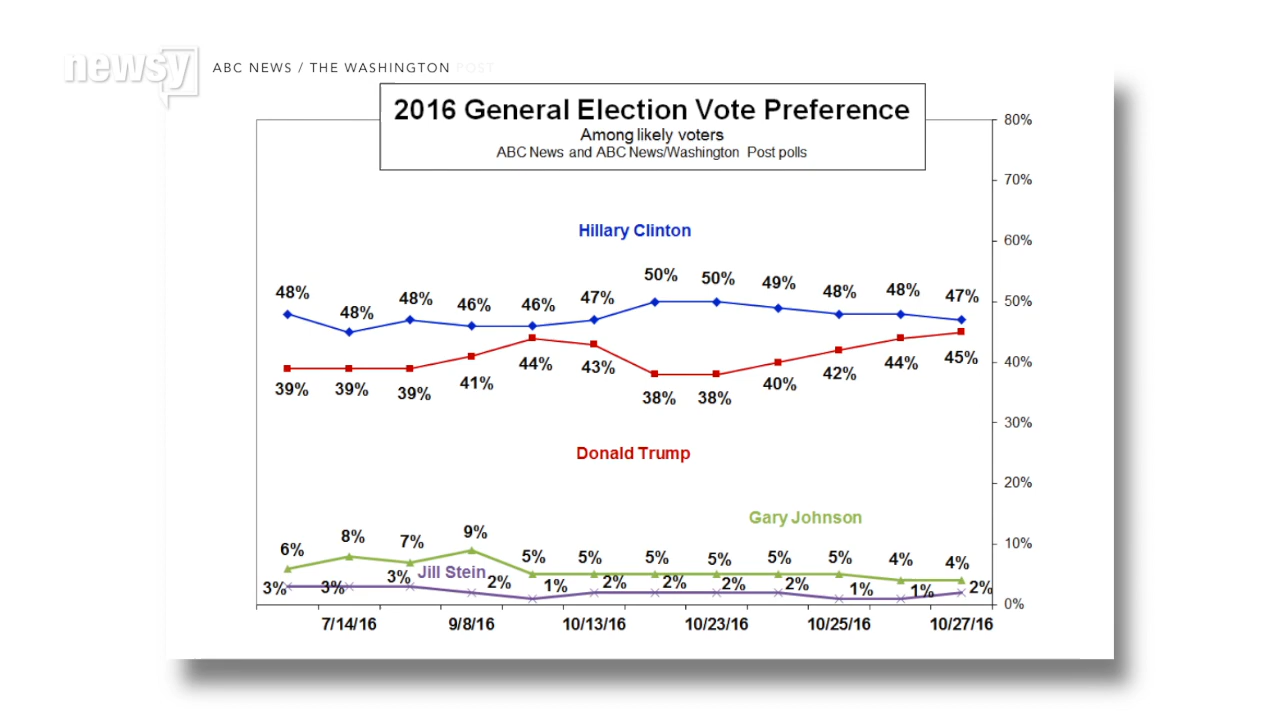 newsy
ABC NEWS / THE WASHINGTON POST
2016 General Election Vote Preference
Among likely voters
ABC News and ABC News/Washington Post polls
80%
70%
60%
50%
40%
30%
20%
10%
0%
Hillary Clinton
48% 48% 48% 46% 46% 47% 50% 50% 49% 48% 48% 47%
39% 39% 39% 41% 44% 43% 38% 38% 40% 42% 44% 45%
Donald Trump
Gary Johnson
6% 8% 7% 9% 5% 5% 5% 5% 5% 5% 4% 4%
Jill Stein
3% 3% 3% 2% 1% 2% 2% 2% 2% 1% 1% 2%
7/14/16 9/8/16 10/13/16 10/23/16 10/25/16 10/27/16